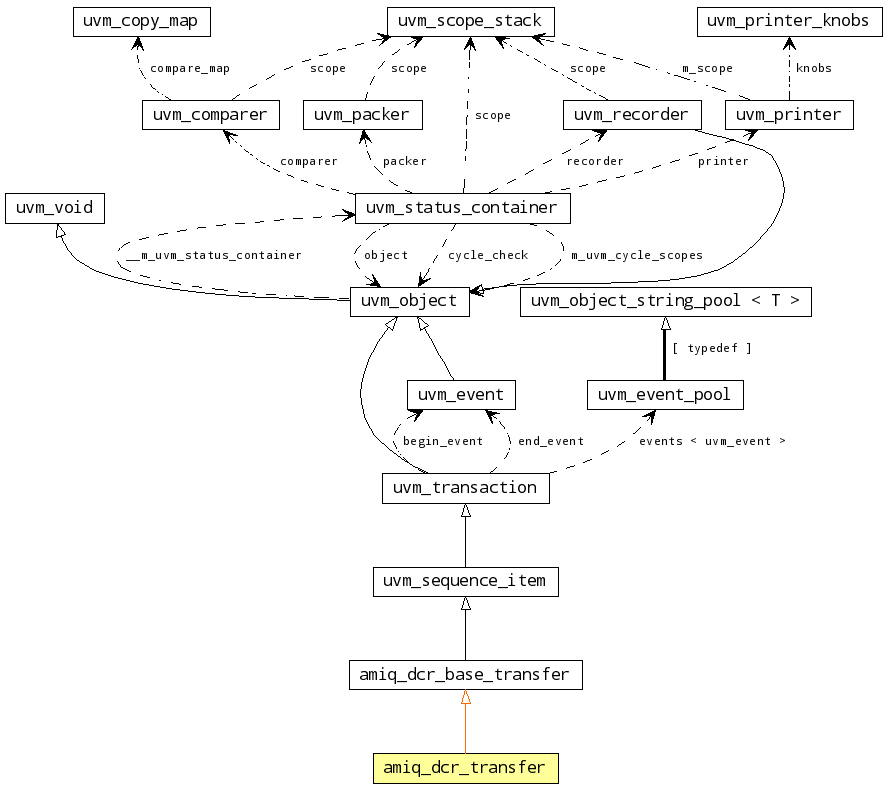 uvm_copy_map
uvm_scope_stack
uvm_printer_knobs
compare_map
scope
scope
scope
m_scope
knobs
uvm_comparer
uvm_packer
scope
uvm_recorder
uvm_printer
comparer
packer
recorder
printer
uvm_void
uvm_status_container
__m_uvm_status_container
object
cycle_check
m_uvm_cycle_scopes
uvm_object
uvm_object_string_pool < T >
[ typedef ]
uvm_event
uvm_event_pool
begin_event
end_event
events < uvm_event >
uvm_transaction
uvm_sequence_item
amiq_dcr_base_transfer
amiq_dcr_transfer